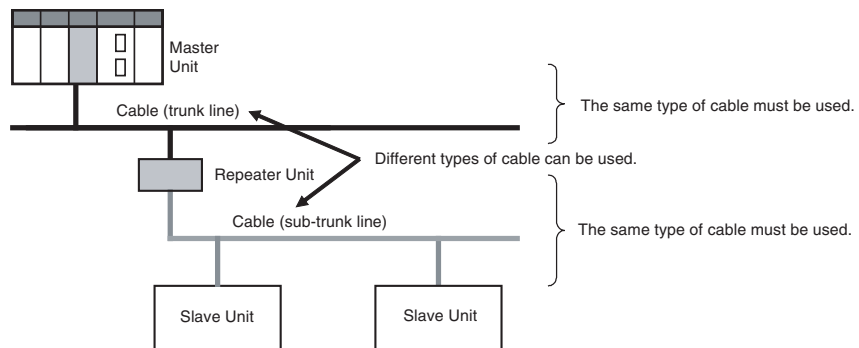 Master
Unit
Cable (trunk line)
The same type of cable must be used.
Different types of cable can be used.
Repeater Unit
Cable (sub-trunk line)
The same type of cable must be used.
Slave Unit
Slave Unit